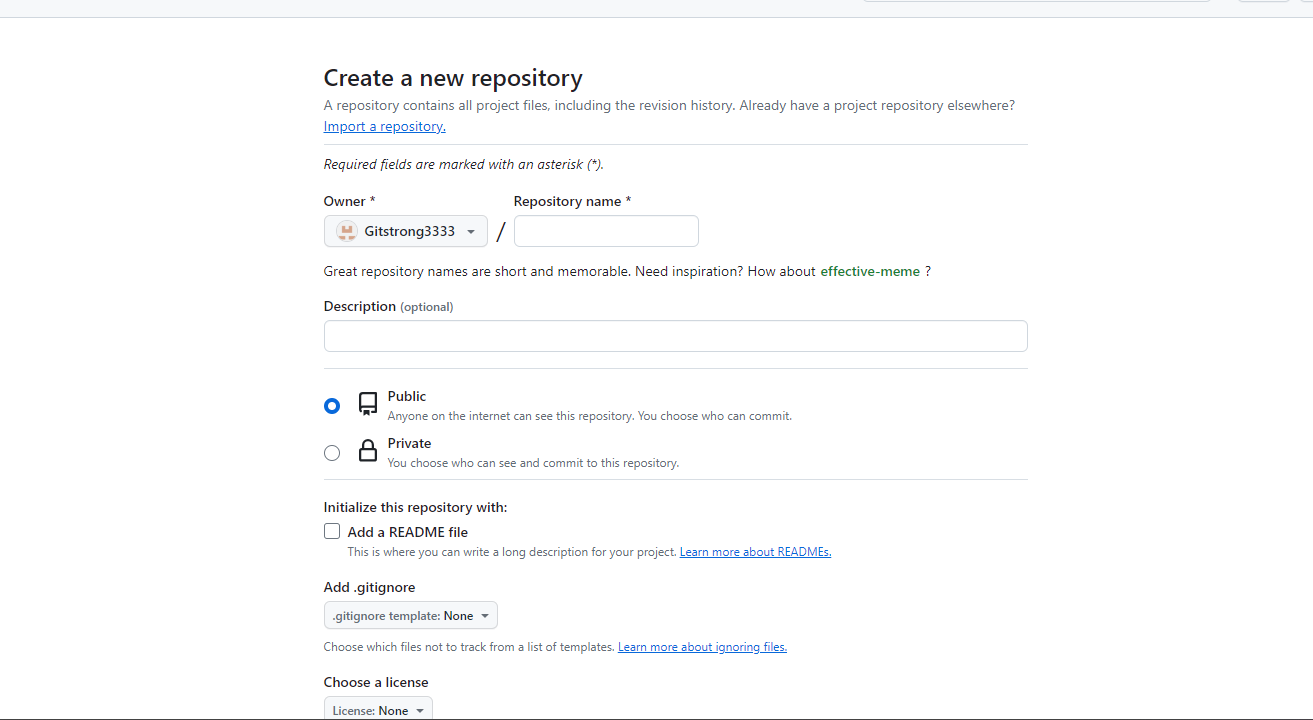 Create a new repository
A repository contains all project files, including the revision history. Already have a project repository elsewhere?
Import a repository.
Required fields are marked with an asterisk (*).
Owner * Repository name *
Gitstrong3333 /
Great repository names are short and memorable. Need inspiration? How about effective-meme ?
Description (optional)
Public
Anyone on the internet can see this repository. You choose who can commit.
Private
You choose who can see and commit to this repository.
Initialize this repository with:
Add a README file
This is where you can write a long description for your project. Learn more about READMEs.
Add .gitignore
.gitignore template: None
Choose which files not to track from a list of templates. Learn more about ignoring files.
Choose a license
License: None